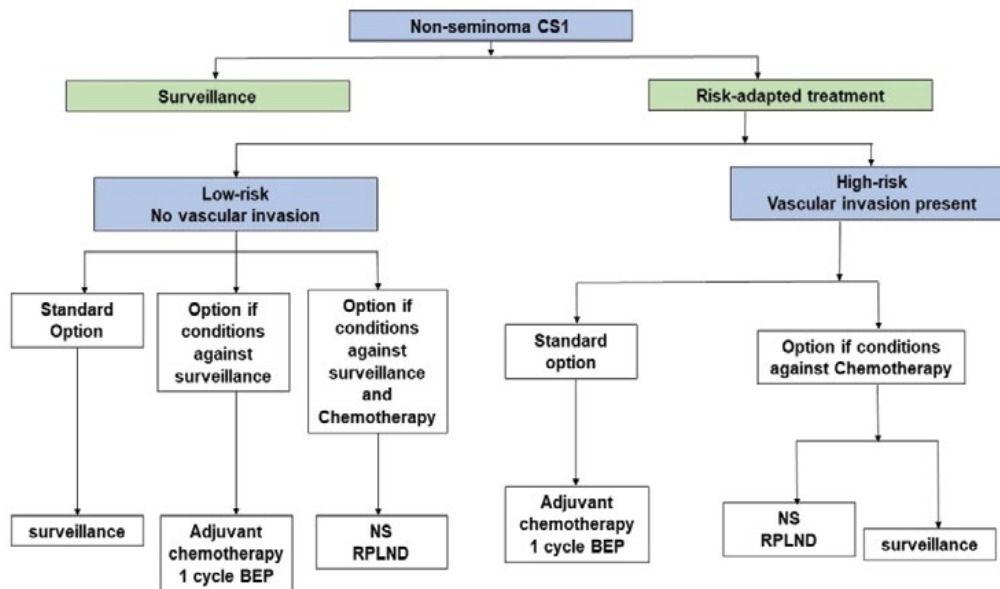 Non-seminoma CS1
Surveillance
Risk-adapted treatment
Low-risk
No vascular invasion
High-risk
Vascular invasion present
Standard
Option
Option if
conditions
against
surveillance
Option if
conditions
against
surveillance
and
Chemotherapy
Standard
option
Option if conditions
against Chemotherapy
surveillance
Adjuvant
chemotherapy
1 cycle BEP
NS
RPLND
Adjuvant
chemotherapy
1 cycle BEP
NS
RPLND
surveillance